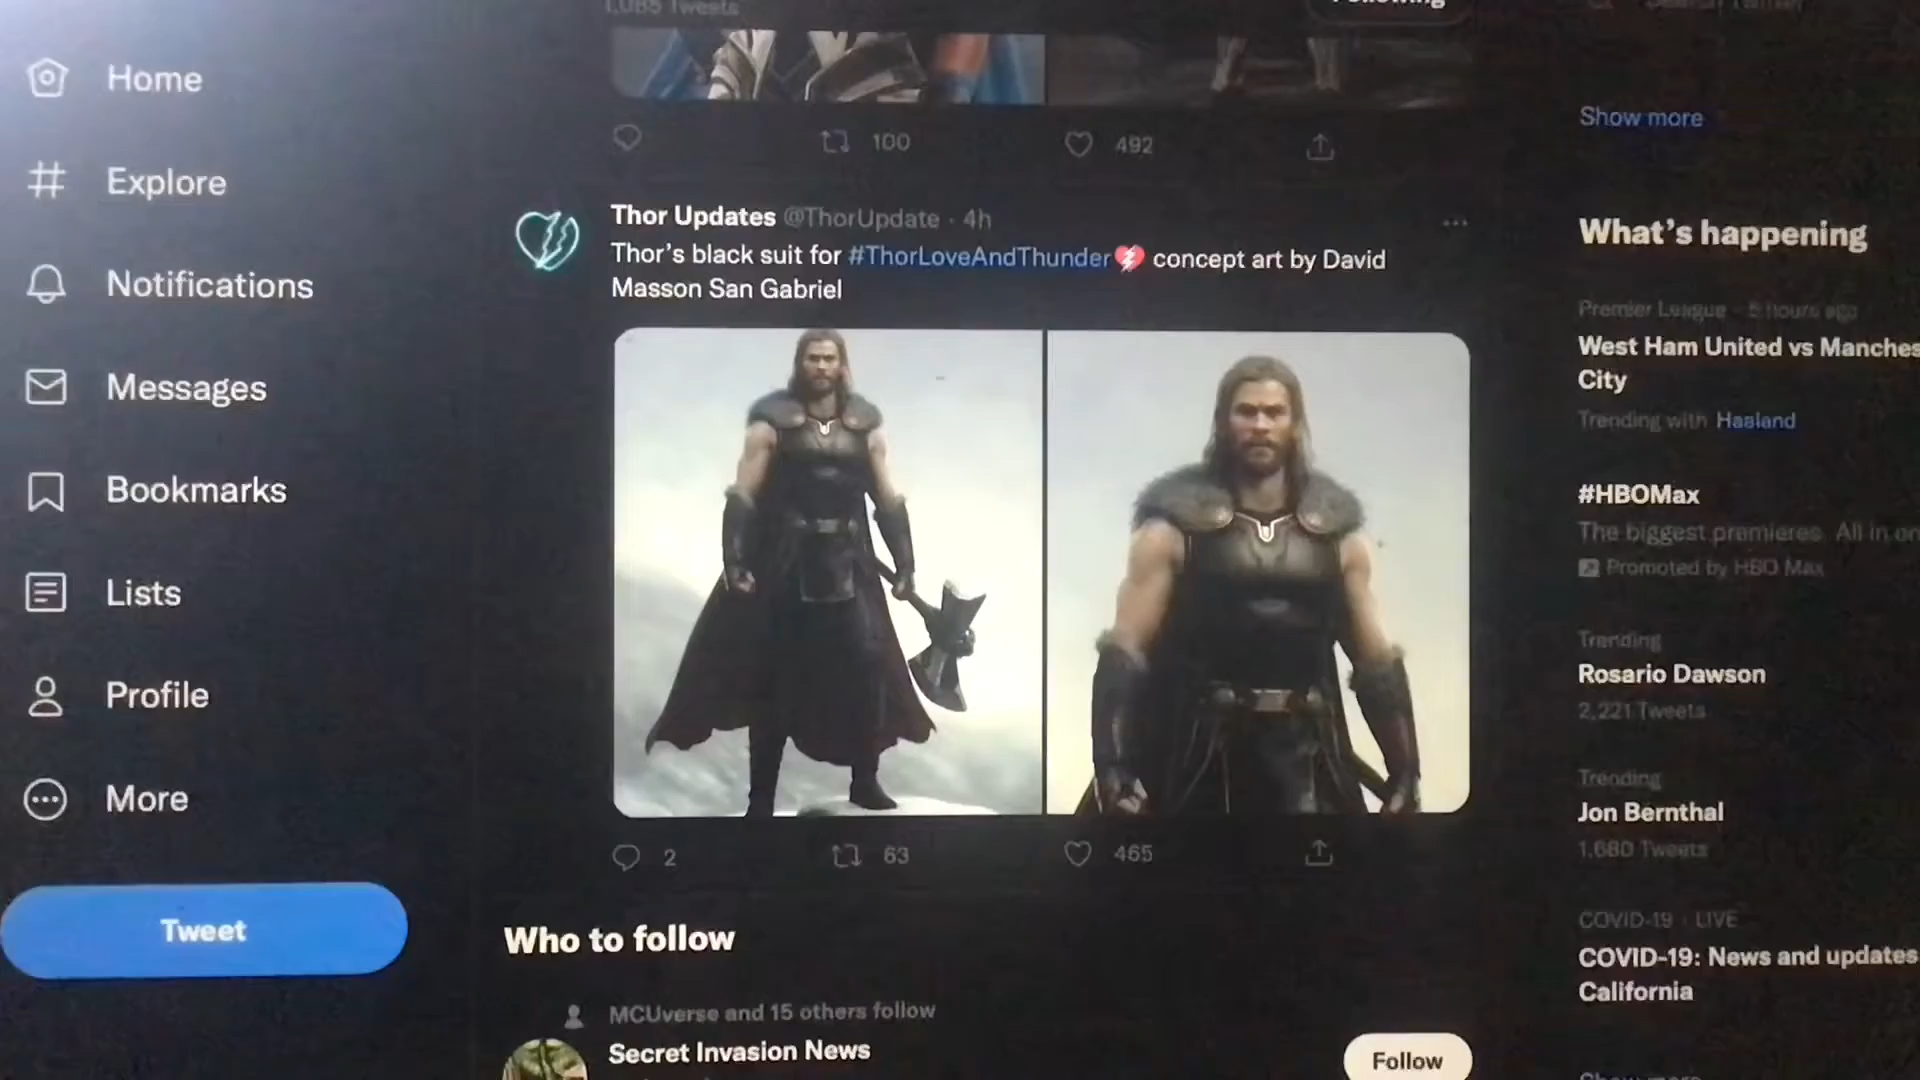 1,085 Tweets
Following
Home
Explore
Notifications
Messages
Bookmarks
Lists
Profile
More
Tweet
100
492
Thor Updates @ThorUpdate · 4h
Thor's black suit for #ThorLoveAndThunder concept art by David
Masson San Gabriel
2
63
465
Who to follow
MCUverse and 15 others follow
Secret Invasion News
Follow
Show more
What's happening
Premier League · 5 hours ago
West Ham United vs Manches
City
Trending with Haaland
#HBOMax
The biggest premieres. All in on
Promoted by HBO Max
Trending
Rosario Dawson
2,221 Tweets
Trending
Jon Bernthal
1,680 Tweets
COVID-19 · LIVE
COVID-19: News and updates
California
Show more